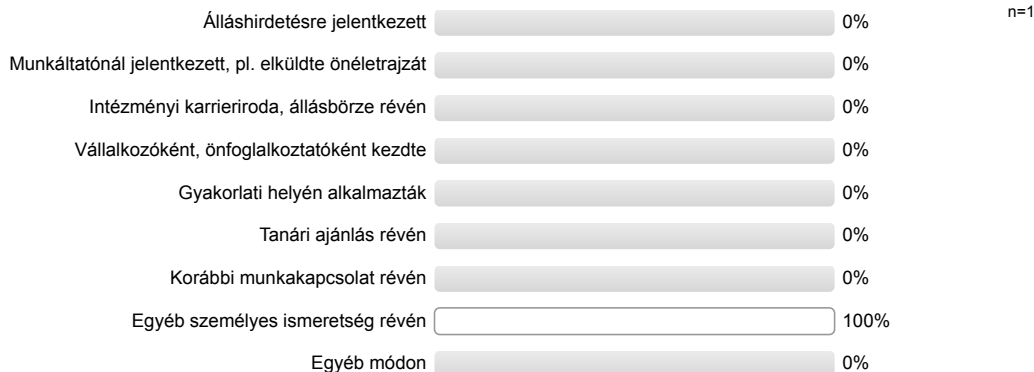 Álláshirdetésre jelentkezett 0% n=1
Munkáltatónál jelentkezett, pl. elküldte önéletrajzát 0%
Intézményi karrieriroda, állásbörze révén 0%
Vállalkozóként, önfoglalkoztatóként kezdte 0%
Gyakorlati helyén alkalmazták 0%
Tanári ajánlás révén 0%
Korábbi munkakapcsolat révén 0%
Egyéb személyes ismeretség révén 100%
Egyéb módon 0%